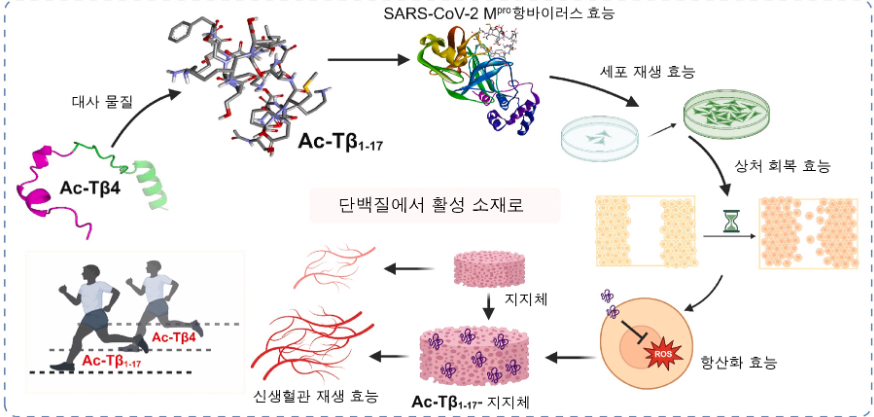 SARS-CoV-2 Mpro항바이러스 효능
대사 물질
Ac-Tβ1-17
세포 재생 효능
Ac-Tβ4
상처 회복 효능
단백질에서 활성 소재로
지지체
Ac-Tβ4
Ac-Tβ1-17
ROS
항산화 효능
신생혈관 재생 효능
Ac-Tβ1-17- 지지체